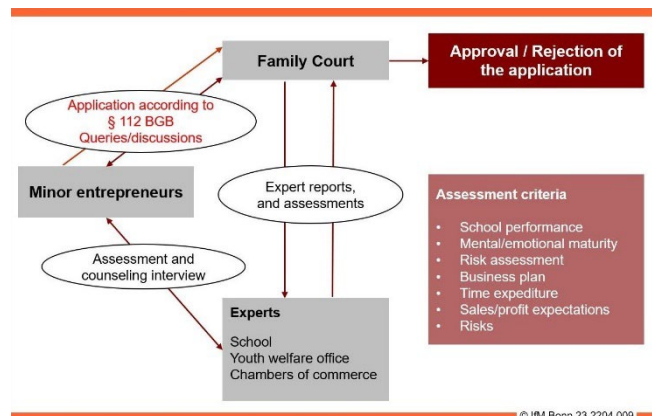 Family Court
Approval / Rejection of
the application
Application according to
§ 112 BGB
Queries/discussions
Minor entrepreneurs
Expert reports,
and assessments
Assessment and
counseling interview
Assessment criteria
• School performance
• Mental/emotional maturity
• Risk assessment
• Business plan
• Time expediture
• Sales/profit expectations
• Risks
Experts
School
Youth welfare office
Chambers of commerce
© IfM Bonn 23 2204 009